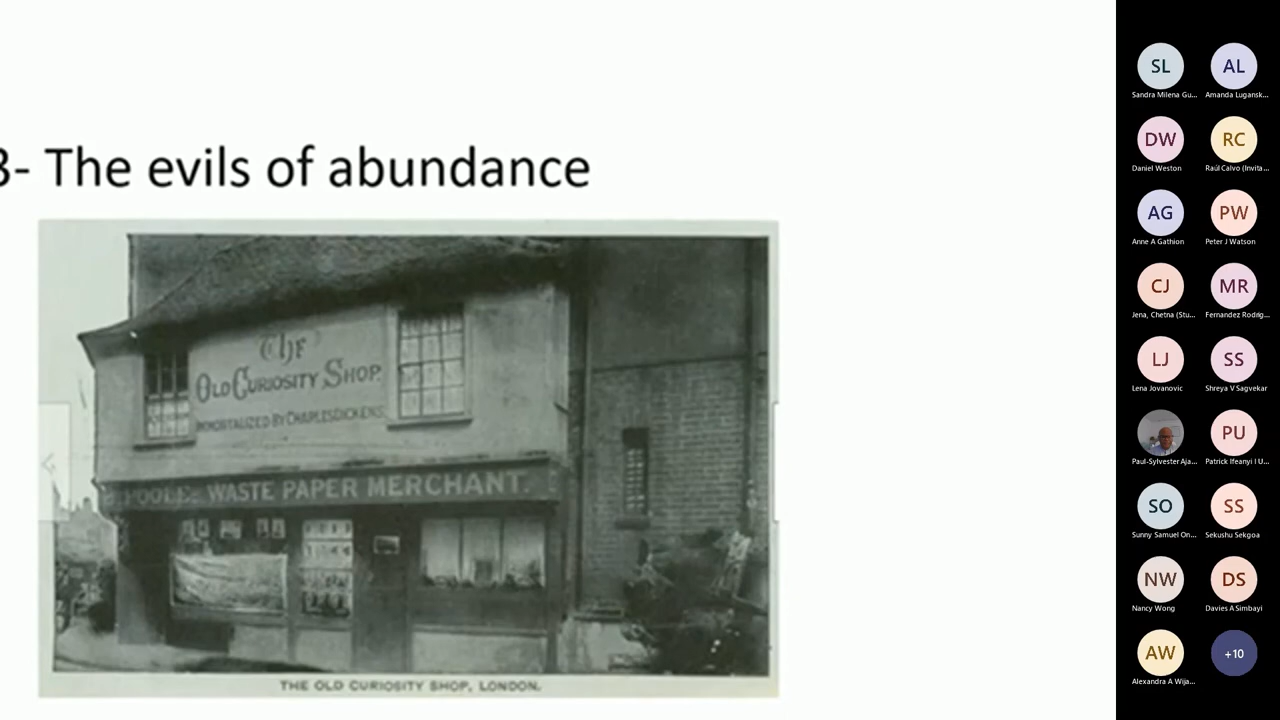 3- The evils of abundance
The
OLD CURIOSITY SHOP.
IMMORTALIZED BY CHARLES DICKENS
POOLE. WASTE PAPER MERCHANT.
THE OLD CURIOSITY SHOP, LONDON.
SL
AL
Sandra Milena Gu...
Amanda Lugansk...
DW
RC
Daniel Weston
Raúl Calvo (Invita...
AG
PW
Anne A Gathion
Peter J Watson
CJ
MR
Jena, Chetna (Stu...
Fernandez Rodrig...
LJ
SS
Lena Jovanovic
Shreya V Sagvekar
PU
Paul-Sylvester Aja...
Patrick Ifeanyi I U...
SO
SS
Sunny Samuel On...
Sekushu Sekgoa
NW
DS
Nancy Wong
Davies A Simbayi
AW
+10
Alexandra A Wija...